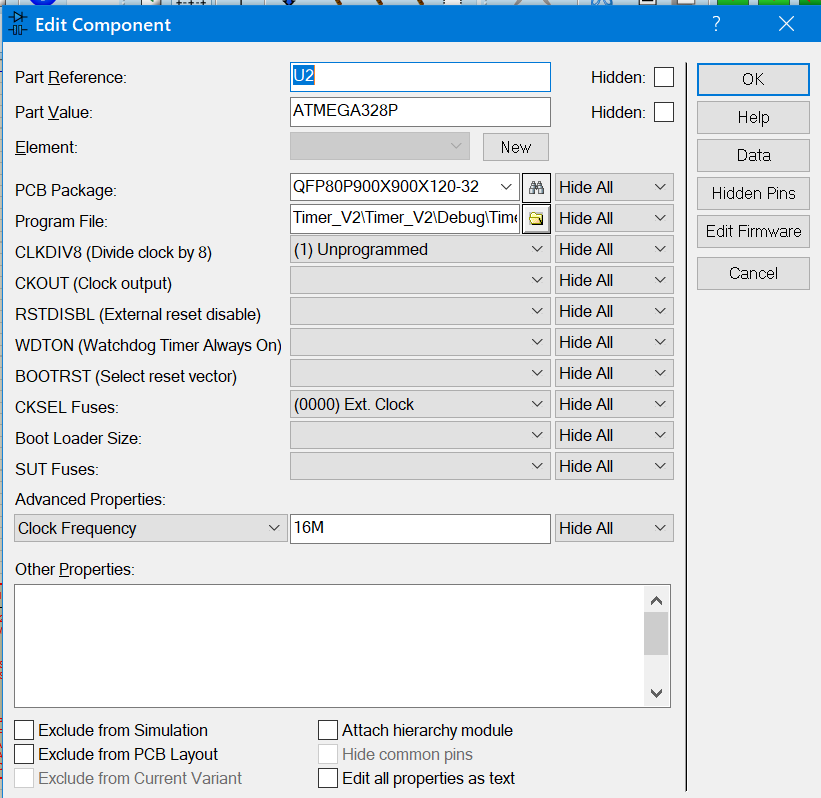 Edit Component ?
Part Reference: U2 Hidden: OK
Part Value: ATMEGA328P Hidden: Help
Element: New Data
PCB Package: QFP80P900X900X120-32 Hide All Hidden Pins
Program File: Timer_V2\Timer_V2\Debug\Time Hide All Edit Firmware
CLKDIV8 (Divide clock by 8) (1) Unprogrammed Hide All
CKOUT (Clock output) Hide All Cancel
RSTDISBL (External reset disable) Hide All
WDTON (Watchdog Timer Always On) Hide All
BOOTRST (Select reset vector) Hide All
CKSEL Fuses: (0000) Ext. Clock Hide All
Boot Loader Size: Hide All
SUT Fuses: Hide All
Advanced Properties:
Clock Frequency 16M Hide All
Other Properties:
Exclude from Simulation Attach hierarchy module
Exclude from PCB Layout Hide common pins
Exclude from Current Variant Edit all properties as text